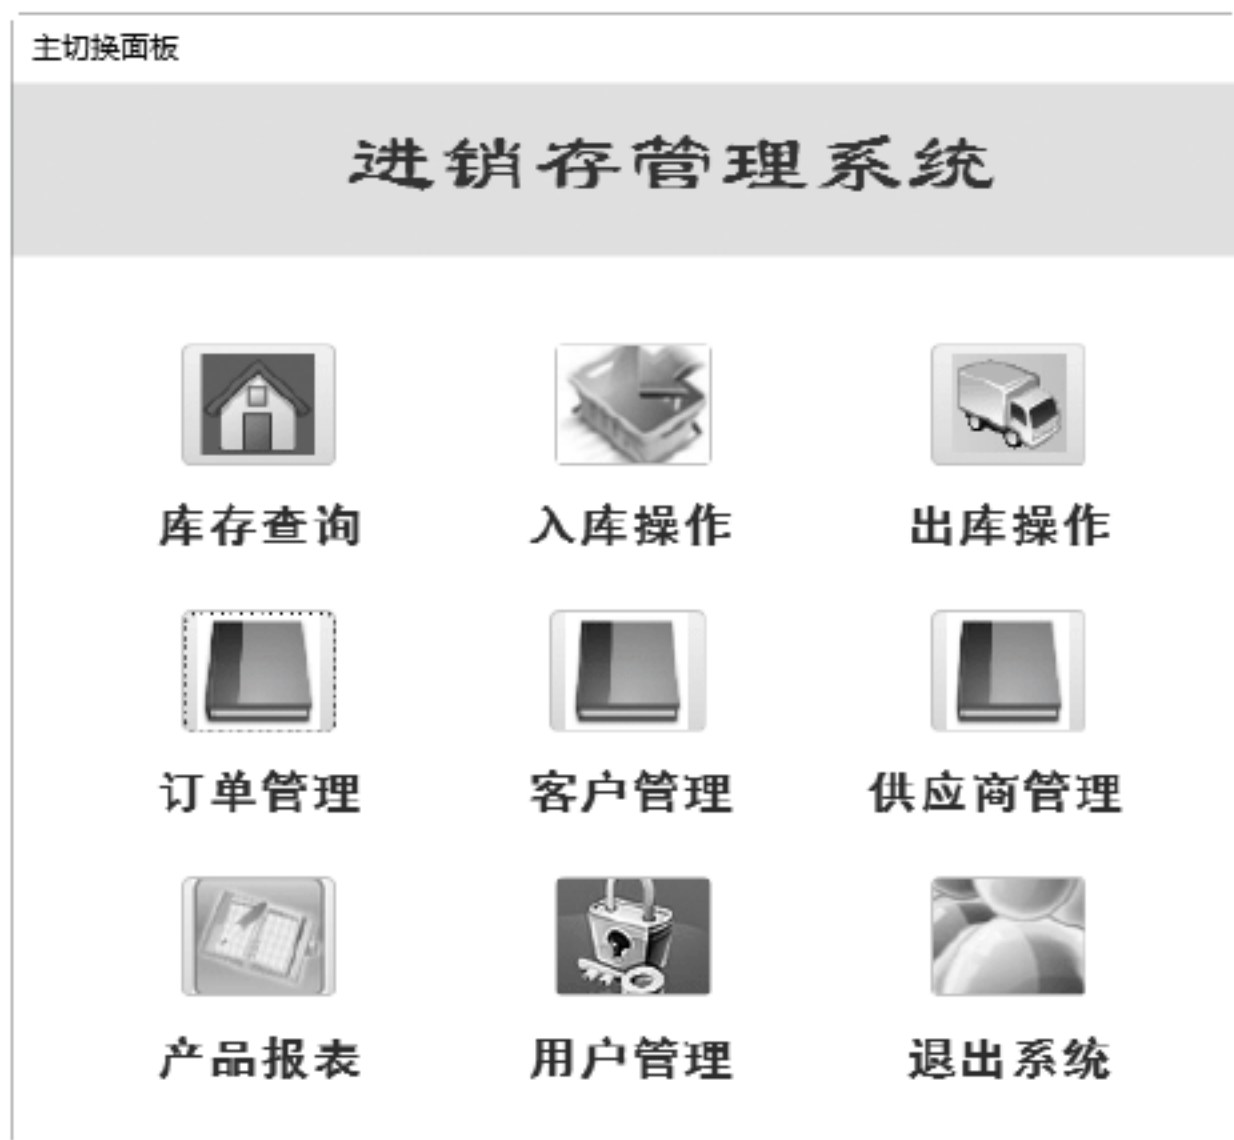 主切换面板
进销存管理系统
库存查询 入库操作 出库操作
订单管理 客户管理 供应商管理
产品报表 用户管理 退出系统